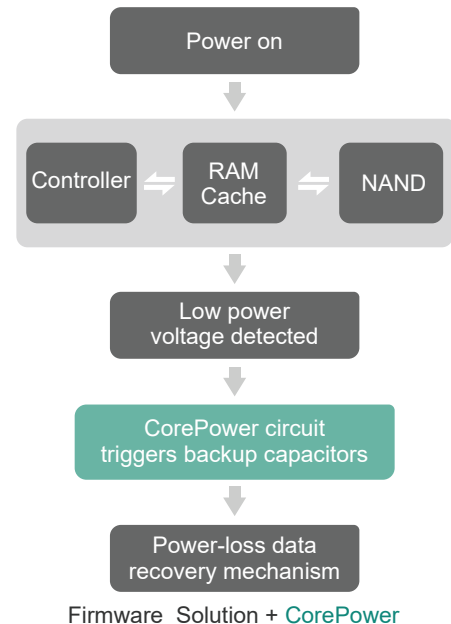 Power on
Controller
RAM
Cache
NAND
Low power
voltage detected
CorePower circuit
triggers backup capacitors
Power-loss data
recovery mechanism
Firmware Solution + CorePower